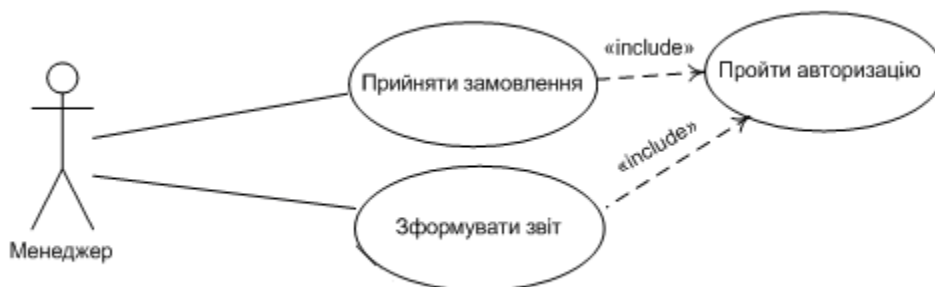 «include»
Прийняти замовлення
Пройти авторизацію
«include»
Зформувати звіт
Менеджер